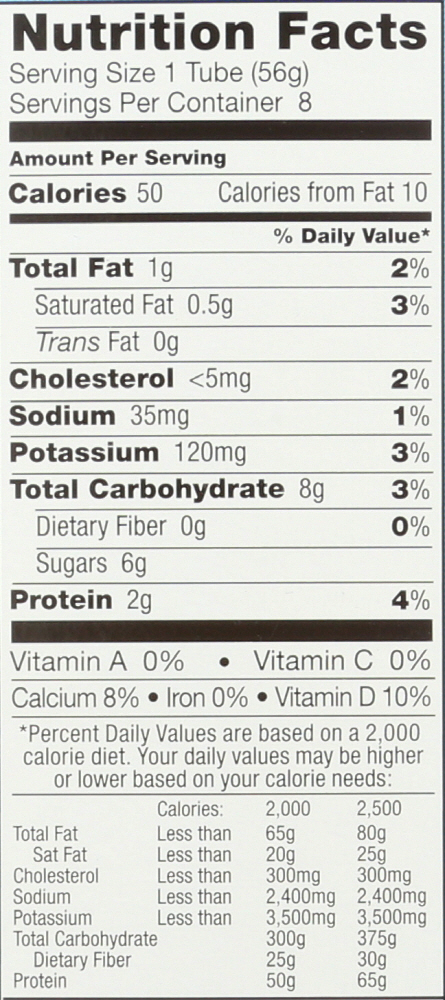 Nutrition Facts
Serving Size 1 Tube (56g)
Servings Per Container 8
Amount Per Serving
Calories 50 Calories from Fat 10
% Daily Value*
Total Fat 1g 2%
Saturated Fat 0.5g 3%
Trans Fat 0g
Cholesterol <5mg 2%
Sodium 35mg 1%
Potassium 120mg 3%
Total Carbohydrate 8g 3%
Dietary Fiber 0g 0%
Sugars 6g
Protein 2g 4%
Vitamin A 0% • Vitamin C 0%
Calcium 8% • Iron 0% • Vitamin D 10%
*Percent Daily Values are based on a 2,000
calorie diet. Your daily values may be higher
or lower based on your calorie needs:
Calories: 2,000 2,500
Total Fat Less than 65g 80g
Sat Fat Less than 20g 25g
Cholesterol Less than 300mg 300mg
Sodium Less than 2,400mg 2,400mg
Potassium Less than 3,500mg 3,500mg
Total Carbohydrate 300g 375g
Dietary Fiber 25g 30g
Protein 50g 65g